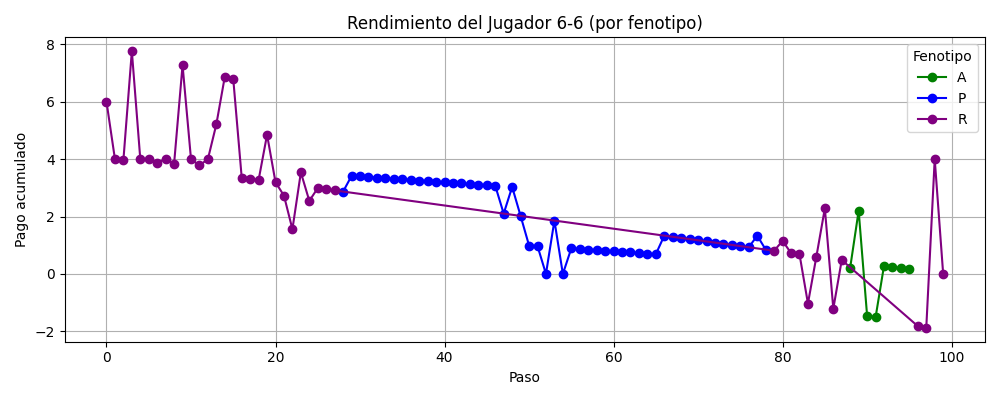 Rendimiento del Jugador 6-6 (por fenotipo)
Pago acumulado
8
6
4
2
0
−2
Fenotipo
A
P
R
0 20 40 60 80 100
Paso